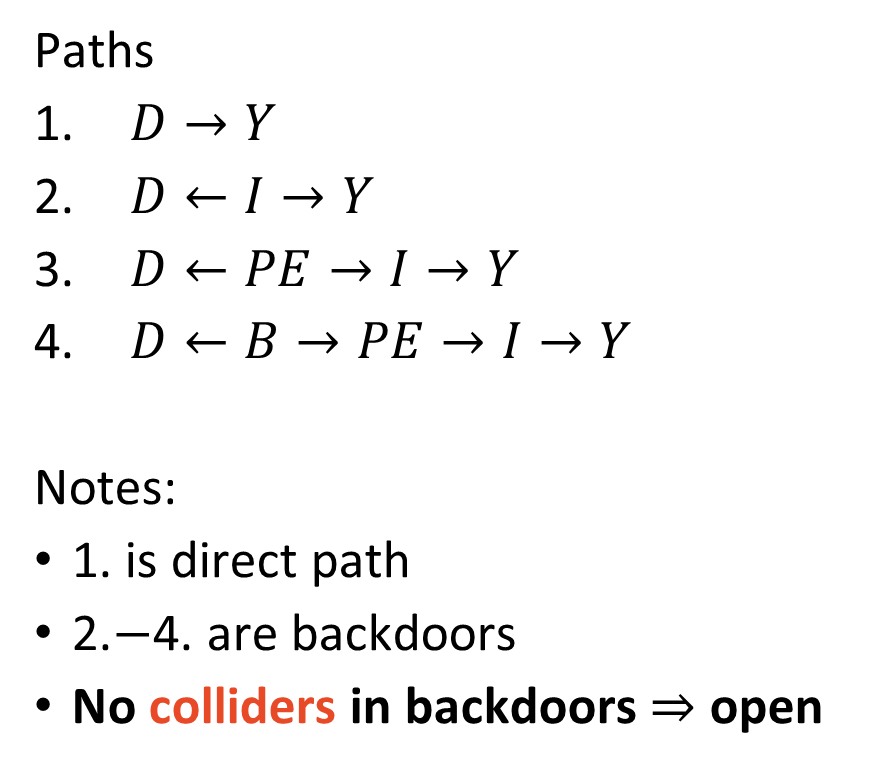 Paths
1. D → Y
2. D ← I → Y
3. D ← PE → I → Y
4. D ← B → PE → I → Y
Notes:
• 1. is direct path
• 2.−4. are backdoors
• No colliders in backdoors ⇒ open